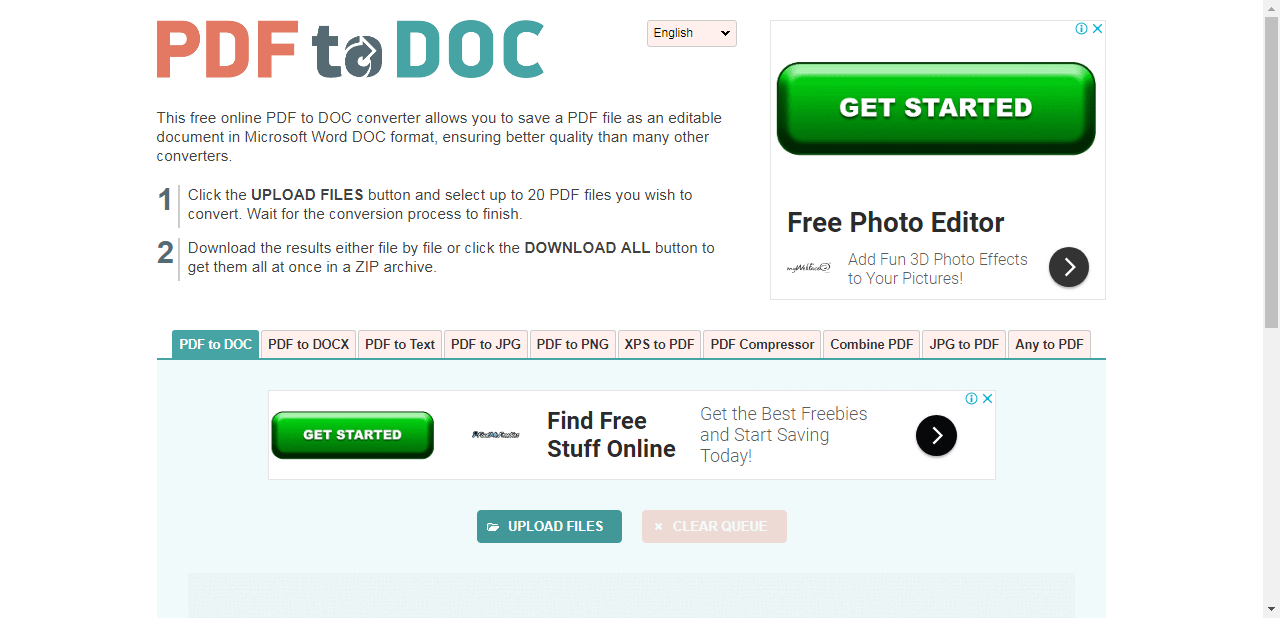 PDF to DOC
English
This free online PDF to DOC converter allows you to save a PDF file as an editable
document in Microsoft Word DOC format, ensuring better quality than many other
converters.
1 Click the UPLOAD FILES button and select up to 20 PDF files you wish to
convert. Wait for the conversion process to finish.
2 Download the results either file by file or click the DOWNLOAD ALL button to
get them all at once in a ZIP archive.
GET STARTED
Free Photo Editor
Add Fun 3D Photo Effects
to Your Pictures!
PDF to DOC PDF to DOCX PDF to Text PDF to JPG PDF to PNG XPS to PDF PDF Compressor Combine PDF JPG to PDF Any to PDF
GET STARTED
Find Free
Stuff Online
Get the Best Freebies
and Start Saving
Today!
UPLOAD FILES CLEAR QUEUE